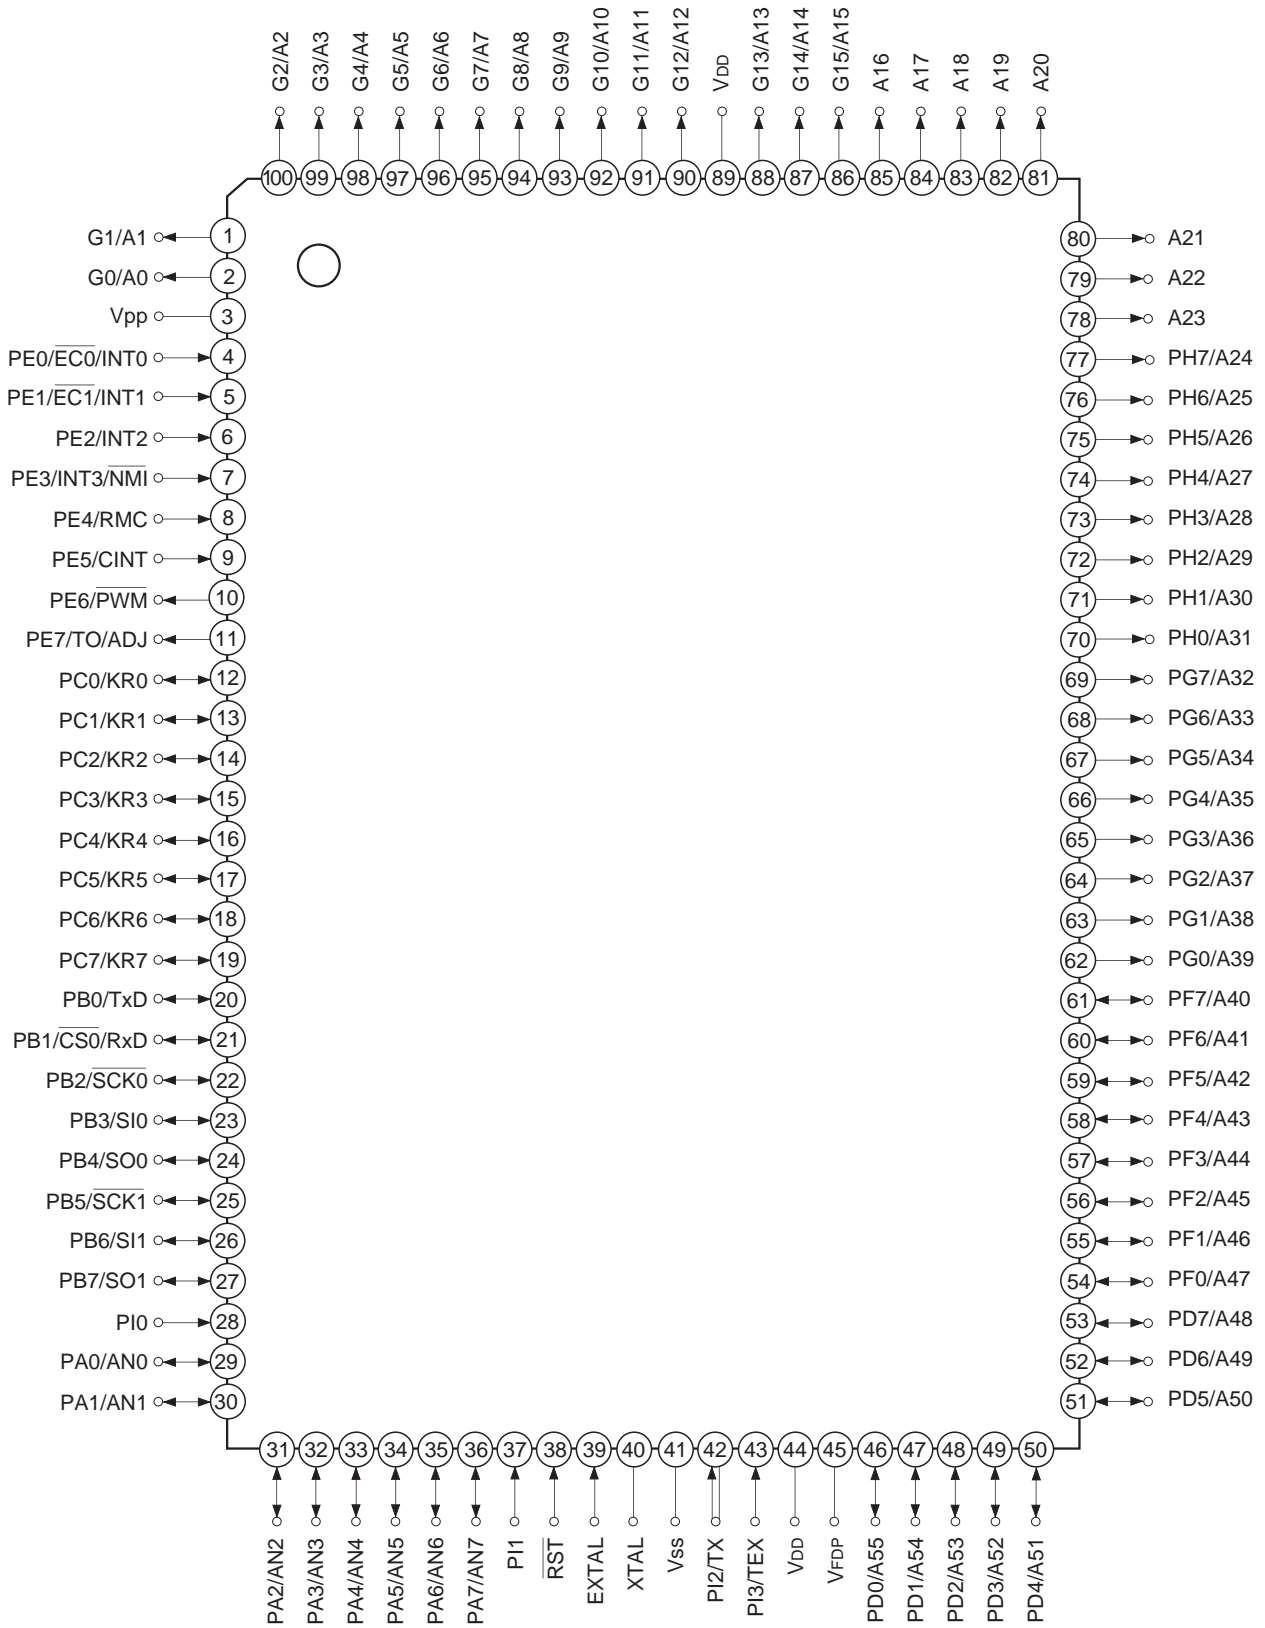 G2/A2
G3/A3
G4/A4
G5/A5
G6/A6
G7/A7
G8/A8
G9/A9
G10/A10
G11/A11
G12/A12
VDD
G13/A13
G14/A14
G15/A15
A16
A17
A18
A19
A20
100 99 98 97 96 95 94 93 92 91 90 89 88 87 86 85 84 83 82 81
G1/A1 1 80 A21
G0/A0 2 79 A22
Vpp 3 78 A23
PE0/E̅C̅0̅/INT0 4 77 PH7/A24
PE1/E̅C̅1̅/INT1 5 76 PH6/A25
PE2/INT2 6 75 PH5/A26
PE3/INT3/N̅M̅I̅ 7 74 PH4/A27
PE4/RMC 8 73 PH3/A28
PE5/CINT 9 72 PH2/A29
PE6/P̅W̅M̅ 10 71 PH1/A30
PE7/TO/ADJ 11 70 PH0/A31
PC0/KR0 12 69 PG7/A32
PC1/KR1 13 68 PG6/A33
PC2/KR2 14 67 PG5/A34
PC3/KR3 15 66 PG4/A35
PC4/KR4 16 65 PG3/A36
PC5/KR5 17 64 PG2/A37
PC6/KR6 18 63 PG1/A38
PC7/KR7 19 62 PG0/A39
PB0/TxD 20 61 PF7/A40
PB1/C̅S̅0̅/RxD 21 60 PF6/A41
PB2/S̅C̅K̅0̅ 22 59 PF5/A42
PB3/SI0 23 58 PF4/A43
PB4/SO0 24 57 PF3/A44
PB5/S̅C̅K̅1̅ 25 56 PF2/A45
PB6/SI1 26 55 PF1/A46
PB7/SO1 27 54 PF0/A47
PI0 28 53 PD7/A48
PA0/AN0 29 52 PD6/A49
PA1/AN1 30 51 PD5/A50
31 32 33 34 35 36 37 38 39 40 41 42 43 44 45 46 47 48 49 50
PA2/AN2
PA3/AN3
PA4/AN4
PA5/AN5
PA6/AN6
PA7/AN7
PI1
R̅S̅T̅
EXTAL
XTAL
Vss
PI2/TX
PI3/TEX
VDD
VFDP
PD0/A55
PD1/A54
PD2/A53
PD3/A52
PD4/A51